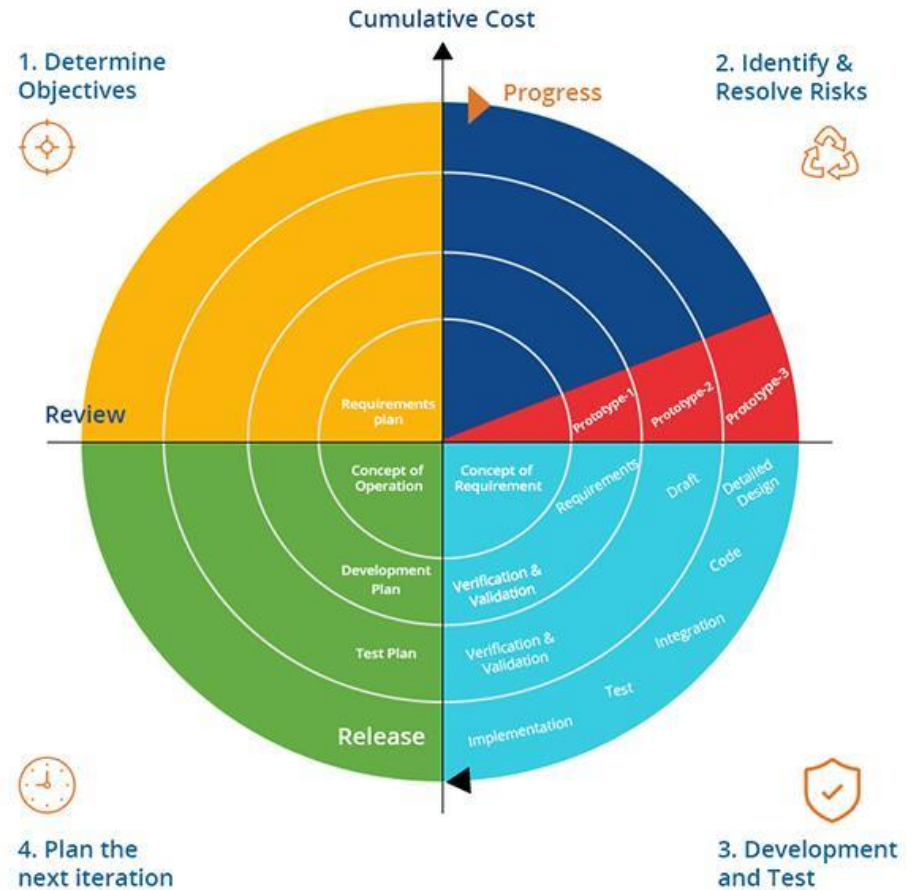 Cumulative Cost
1. Determine
Objectives
2. Identify &
Resolve Risks
Progress
Review
Requirements
plan
Prototype-1
Prototype-2
Prototype-3
Concept of
Operation
Concept of
Requirement
Requirements
Draft
Detailed
Design
Code
Development
Plan
Verification &
Validation
Integration
Test Plan
Verification &
Validation
Test
Release
Implementation
4. Plan the
next iteration
3. Development
and Test